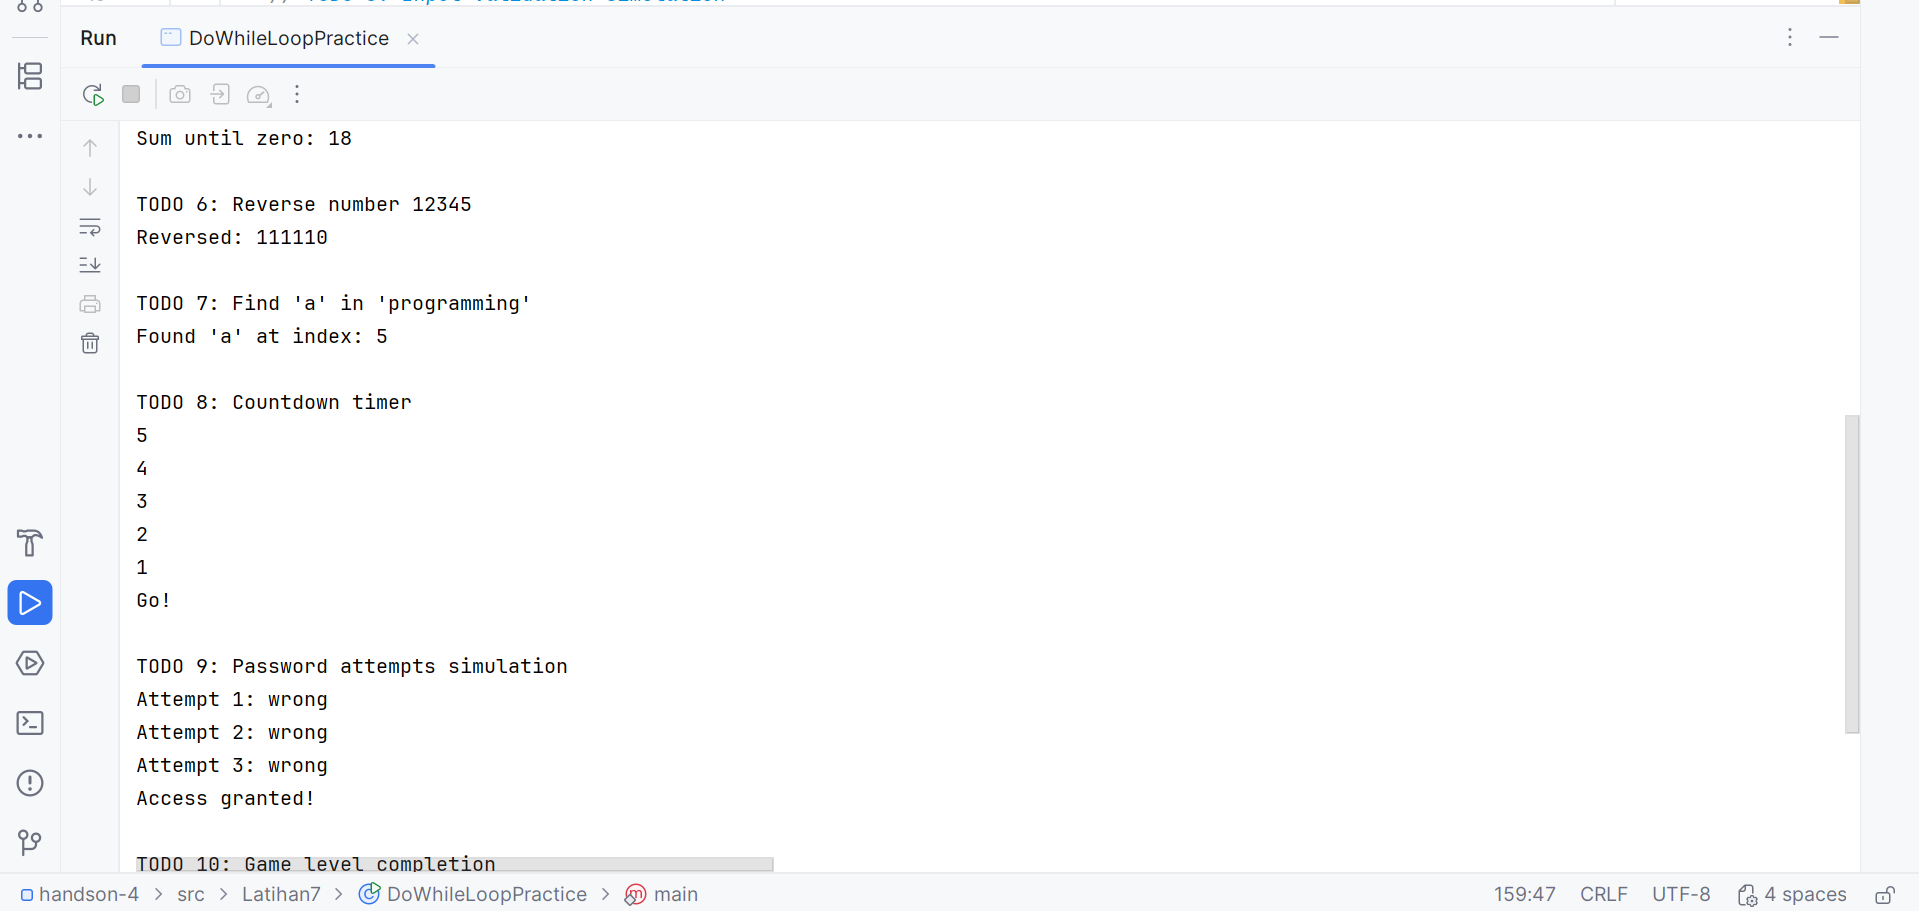 Run DoWhileLoopPractice
Sum until zero: 18
TODO 6: Reverse number 12345
Reversed: 111110
TODO 7: Find 'a' in 'programming'
Found 'a' at index: 5
TODO 8: Countdown timer
5
4
3
2
1
Go!
TODO 9: Password attempts simulation
Attempt 1: wrong
Attempt 2: wrong
Attempt 3: wrong
Access granted!
TODO 10: Game level completion
handson-4 > src > Latihan7 > DoWhileLoopPractice > main 159:47 CRLF UTF-8 4 spaces